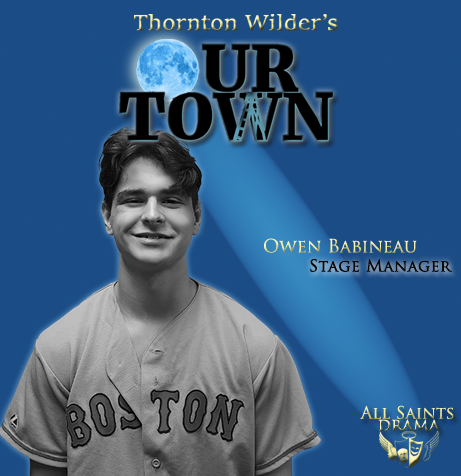 Thornton Wilder's
OUR
TOWN
Owen Babineau
Stage Manager
BOSTON
All Saints
Drama